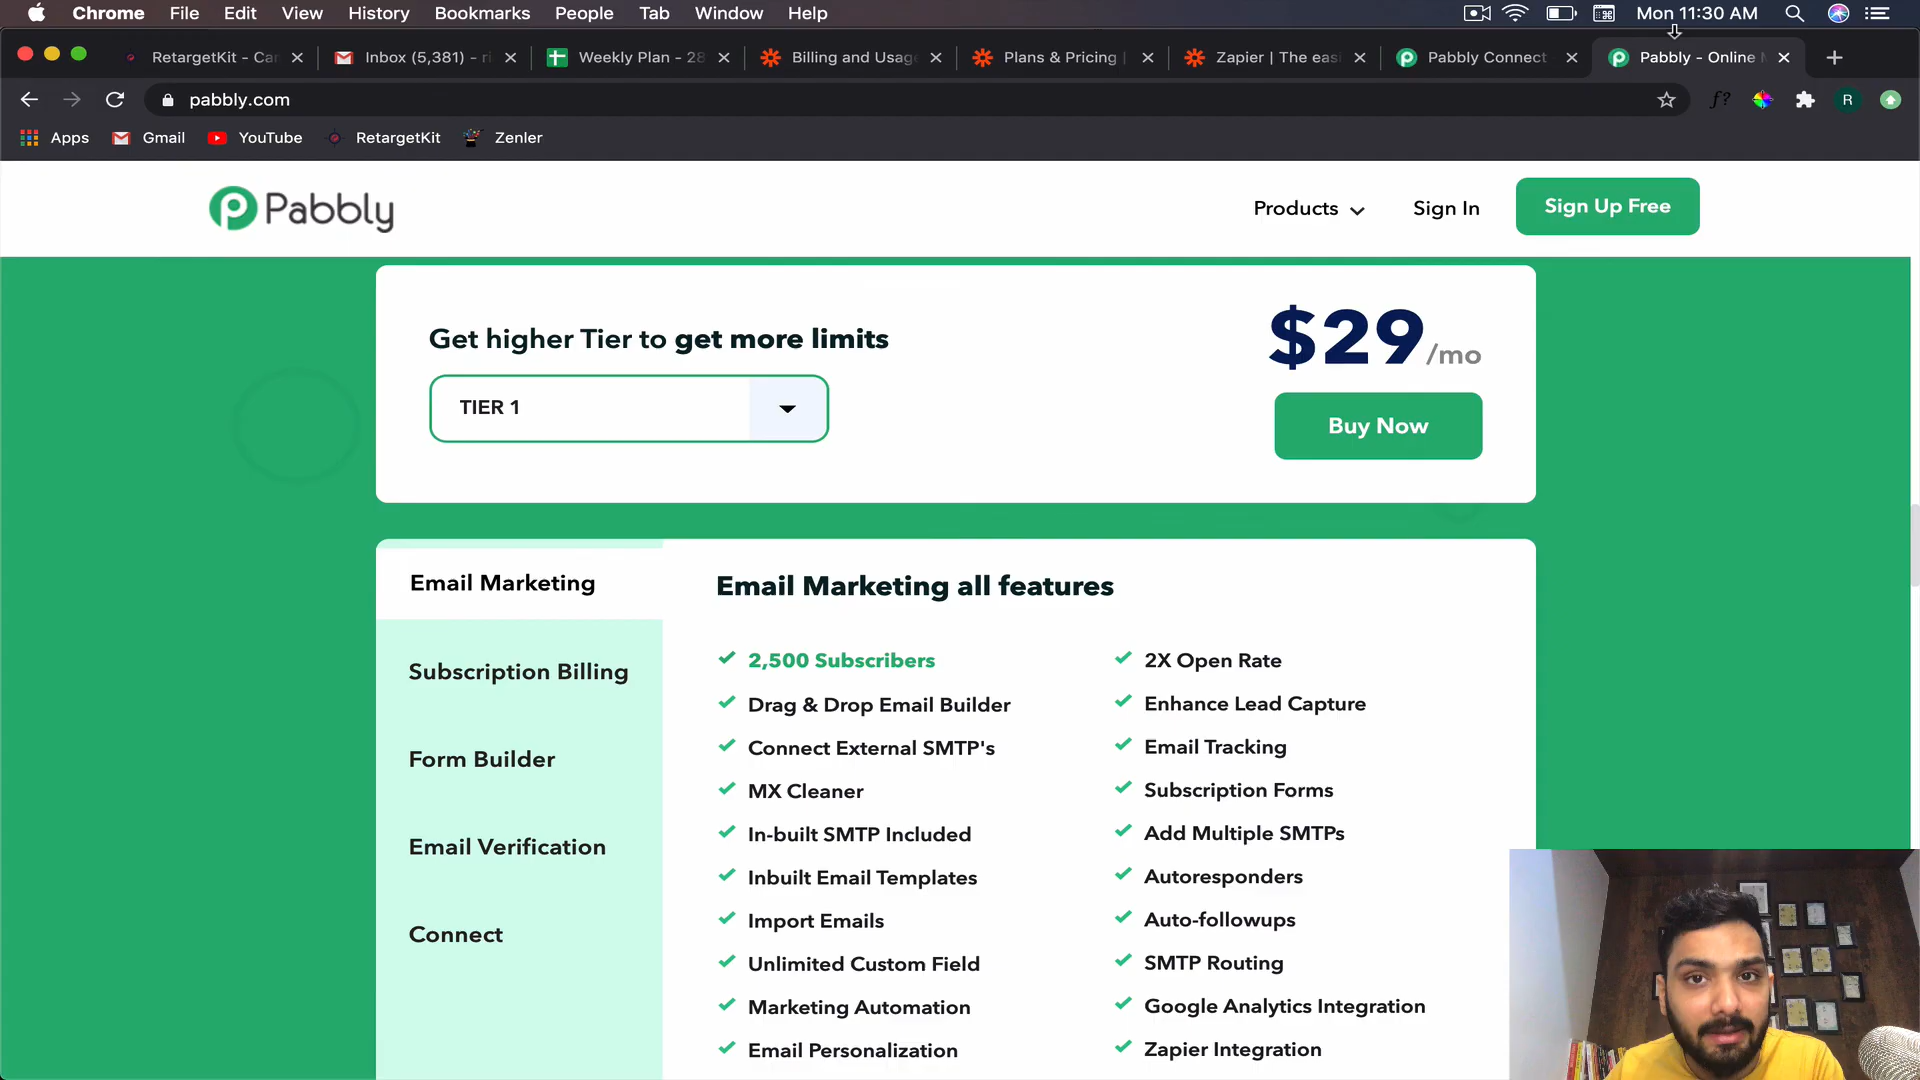 Chrome File Edit View History Bookmarks People Tab Window Help Mon 11:30 AM
RetargetKit - Car Inbox (5,381) - ri Weekly Plan - 28 Billing and Usage Plans & Pricing | Zapier | The easi Pabbly Connect Pabbly - Online M
pabbly.com f? R
Apps Gmail YouTube RetargetKit Zenler
Pabbly Products Sign In Sign Up Free
Get higher Tier to get more limits
$29/mo
TIER 1
Buy Now
Email Marketing
Subscription Billing
Form Builder
Email Verification
Connect
Email Marketing all features
2,500 Subscribers
Drag & Drop Email Builder
Connect External SMTP's
MX Cleaner
In-built SMTP Included
Inbuilt Email Templates
Import Emails
Unlimited Custom Field
Marketing Automation
Email Personalization
2X Open Rate
Enhance Lead Capture
Email Tracking
Subscription Forms
Add Multiple SMTPs
Autoresponders
Auto-followups
SMTP Routing
Google Analytics Integration
Zapier Integration